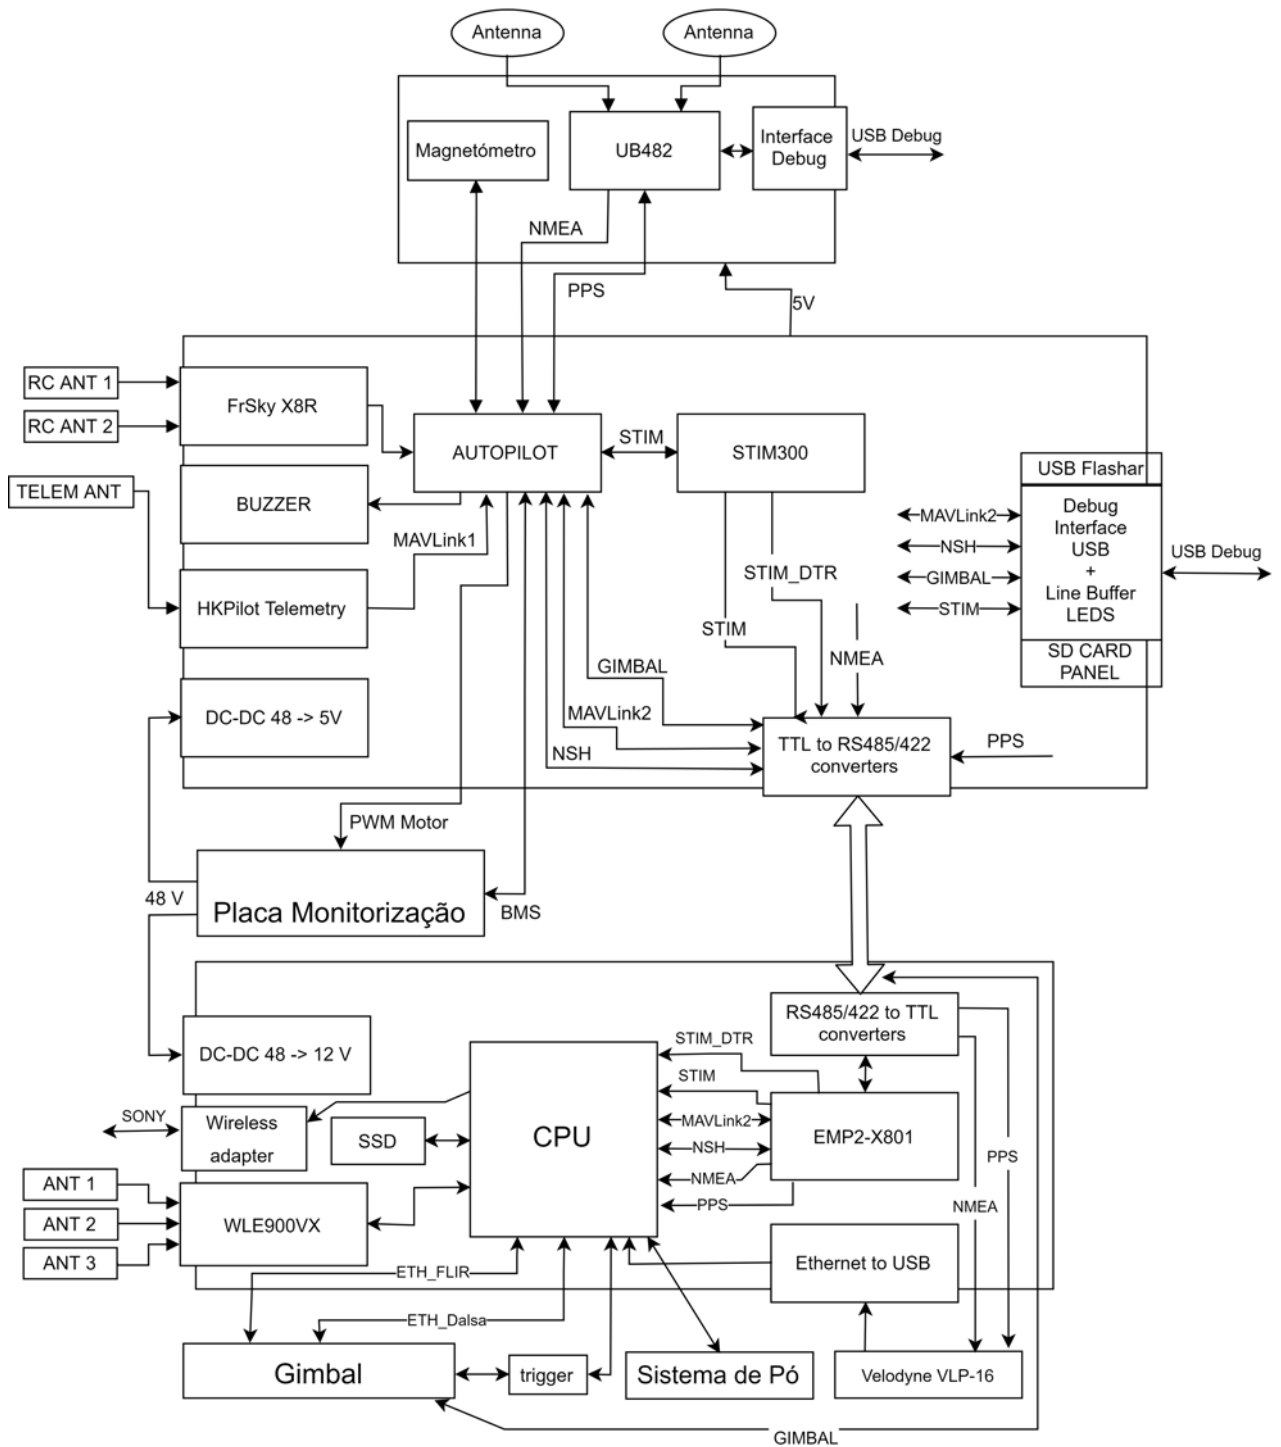 Antenna
Antenna
Magnetómetro
UB482
Interface
Debug
USB Debug
NMEA
PPS
5V
RC ANT 1
RC ANT 2
FrSky X8R
AUTOPILOT
STIM
STIM300
TELEM ANT
BUZZER
MAVLink1
HKPilot Telemetry
USB Flashar
Debug
Interface
USB
+
Line Buffer
LEDS
SD CARD
PANEL
MAVLink2
NSH
GIMBAL
STIM
USB Debug
STIM_DTR
STIM
NMEA
GIMBAL
MAVLink2
NSH
DC-DC 48 -> 5V
TTL to RS485/422
converters
PPS
PWM Motor
48 V
Placa Monitorização
BMS
RS485/422 to TTL
converters
DC-DC 48 -> 12 V
STIM_DTR
STIM
MAVLink2
NSH
NMEA
PPS
CPU
EMP2-X801
SONY
Wireless
adapter
SSD
PPS
NMEA
ANT 1
ANT 2
ANT 3
WLE900VX
Ethernet to USB
ETH_FLIR
ETH_Dalsa
Gimbal
trigger
Sistema de Pó
Velodyne VLP-16
GIMBAL